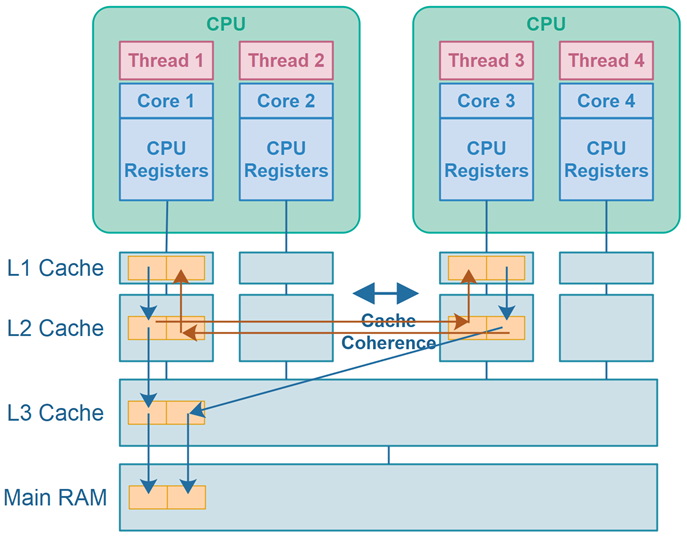 CPU
CPU
Thread 1
Thread 2
Thread 3
Thread 4
Core 1
Core 2
Core 3
Core 4
CPU
Registers
CPU
Registers
CPU
Registers
CPU
Registers
L1 Cache
L2 Cache
Cache
Coherence
L3 Cache
Main RAM